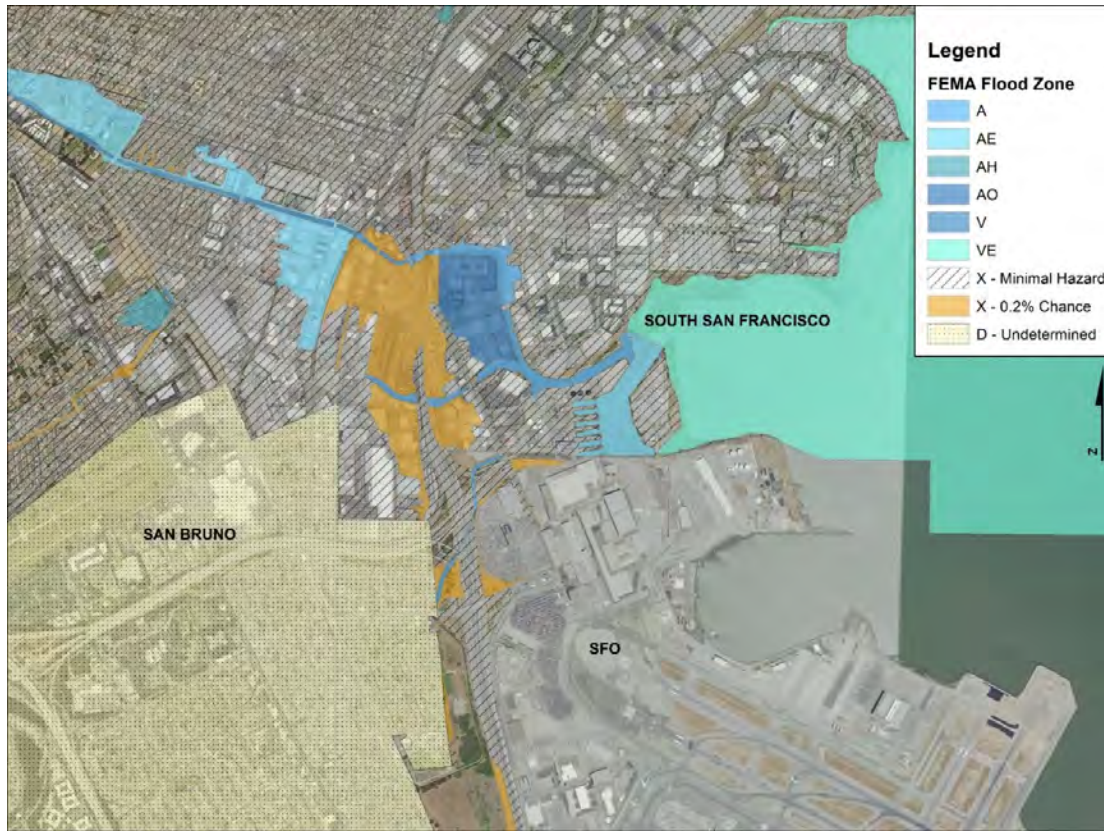 Legend
FEMA Flood Zone
A
AE
AH
AO
V
VE
X - Minimal Hazard
X - 0.2% Chance
D - Undetermined
SOUTH SAN FRANCISCO
N
SAN BRUNO
SFO